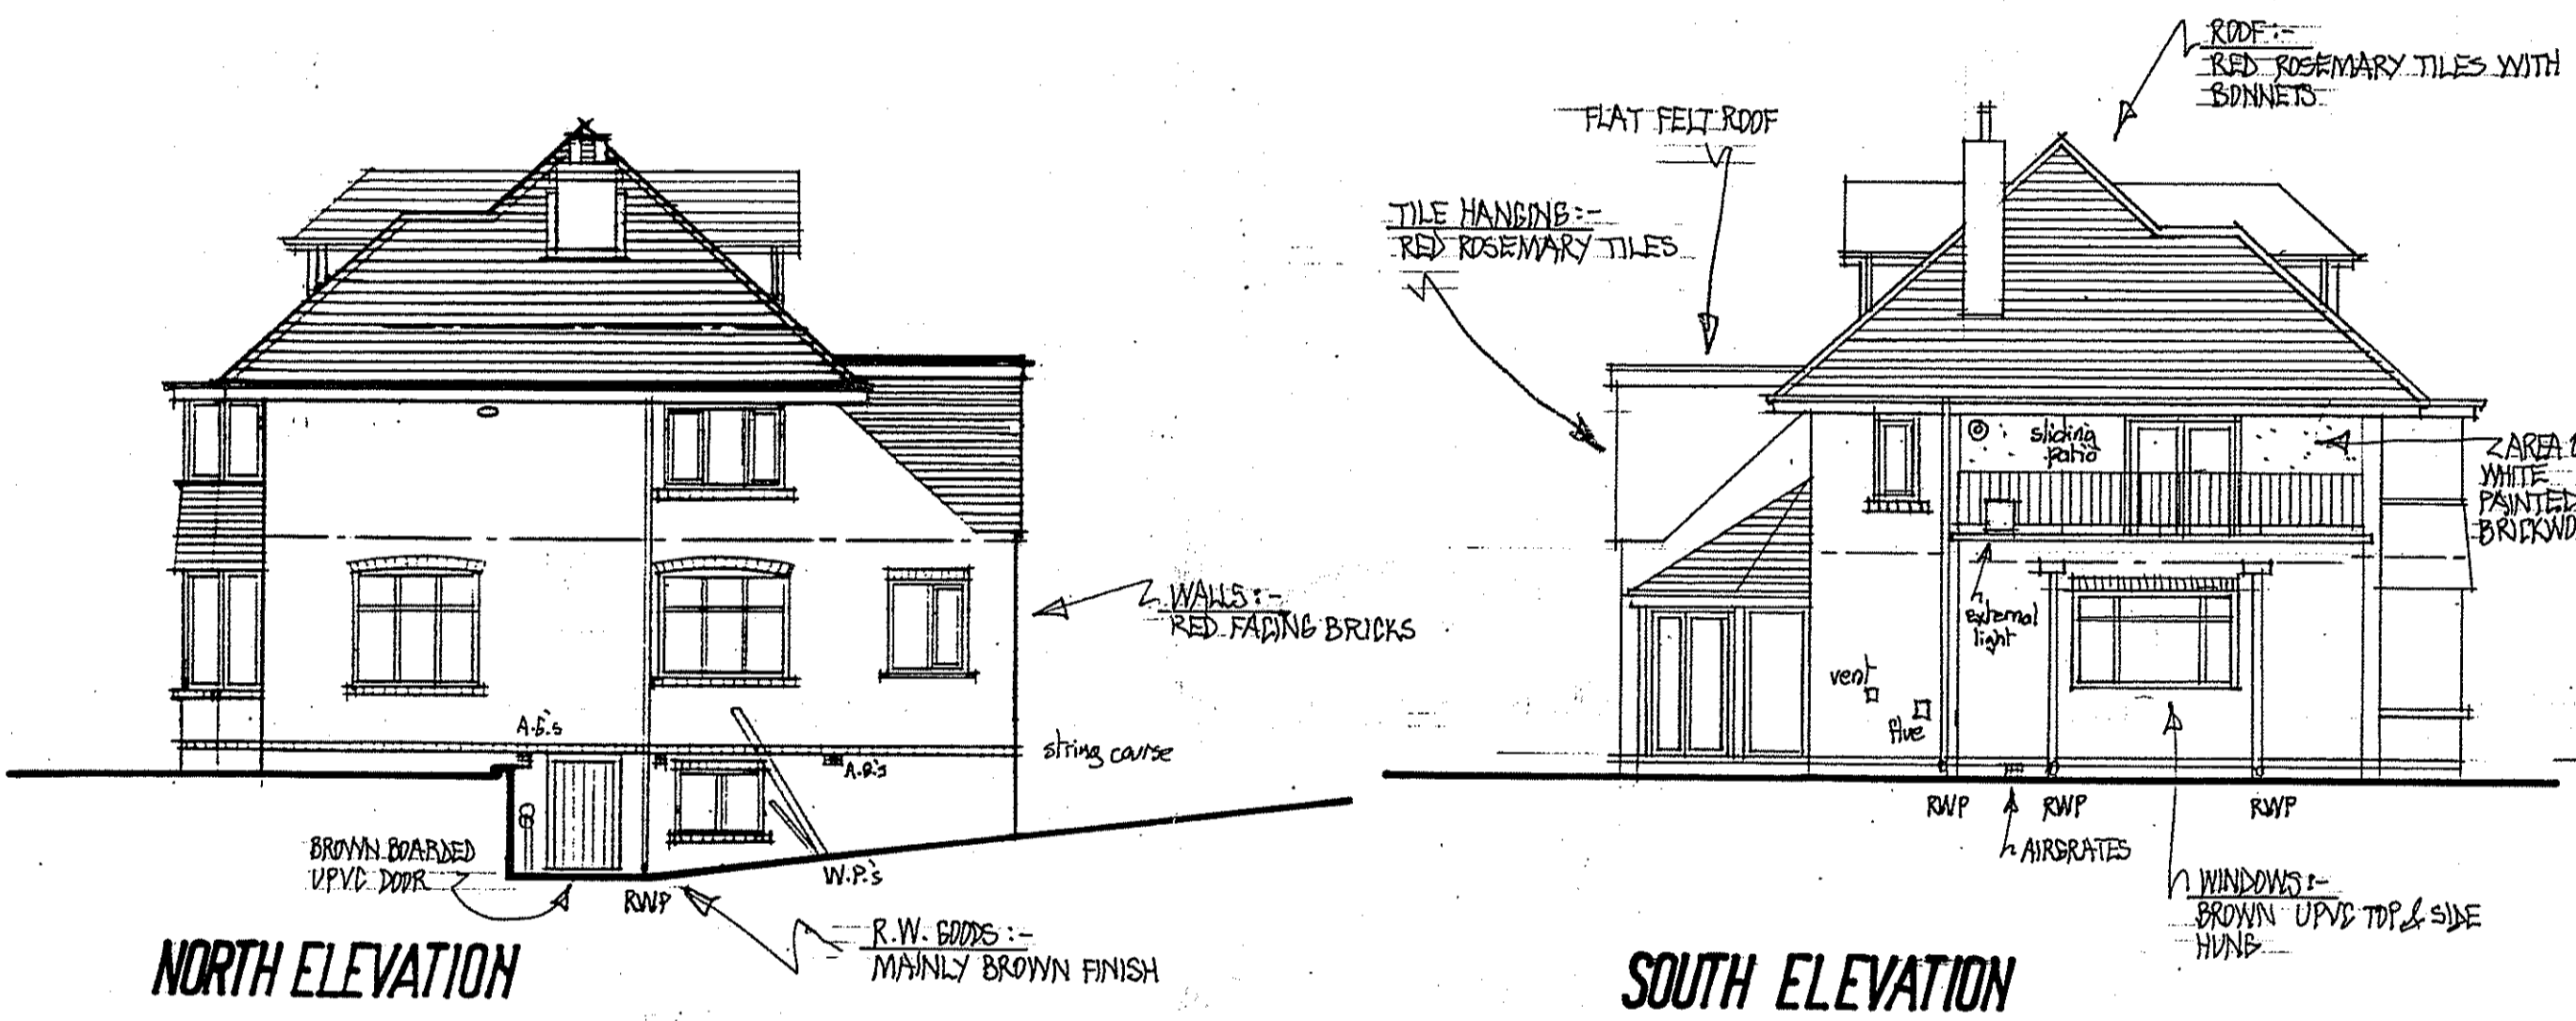 ROOF:-
RED ROSEMARY TILES WITH
BONNETS
FLAT FELT ROOF
TILE HANGING:-
RED ROSEMARY TILES
sliding
patio
AREA
WHITE
PAINTED
external
light
vent
flue
WALLS:-
RED FACING BRICKS
A.G.'s
A.G.'s
string course
BROWN BOARDED
UPVC DOOR
RWP
W.P.'s
R.W. GOODS:-
MAINLY BROWN FINISH
RWP
RWP
RWP
AIRGRATES
WINDOWS:-
BROWN UPVC TOP & SIDE
HUNG
NORTH ELEVATION
SOUTH ELEVATION